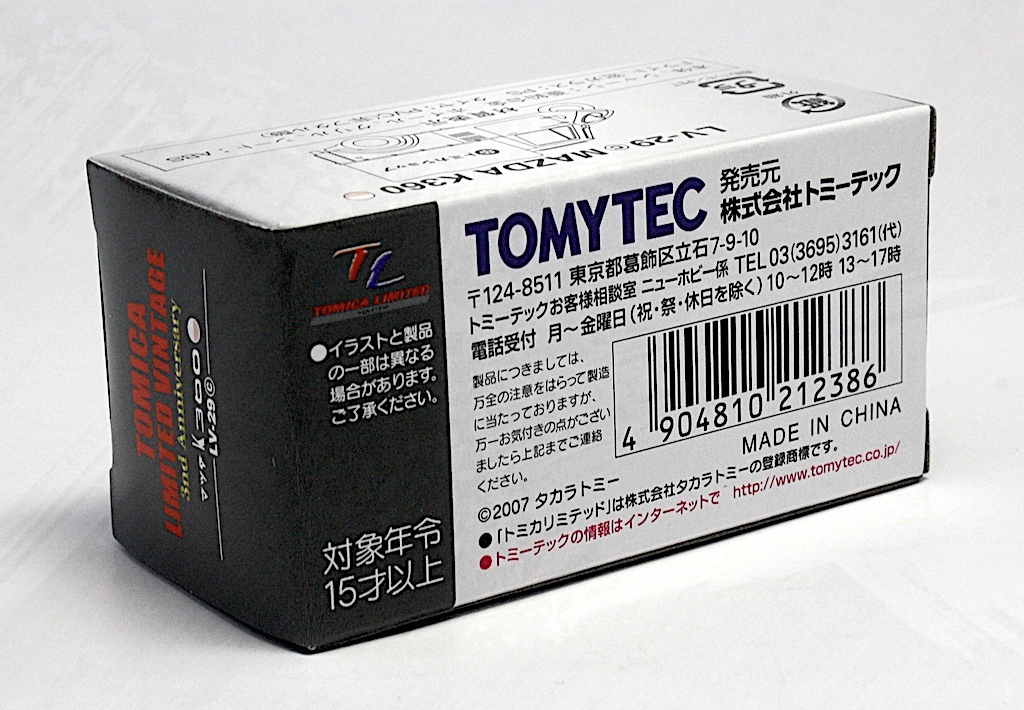 LV-29Ⓖ MAZDA K360
TOMYTEC
発売元
株式会社トミーテック
〒124-8511 東京都葛飾区立石7-9-10
トミーテックお客様相談室 ニューホビー係 TEL 03(3695)3161(代)
電話受付 月～金曜日(祝・祭・休日を除く)10～12時 13～17時
製品につきましては、
万全の注意をはらって製造
に当たっておりますが、
万一お気付きの点がござい
ましたら上記までご連絡
ください。
4 904810 212386
MADE IN CHINA
©2007 タカラトミー
●「トミカリミテッド」は株式会社タカラトミーの登録商標です。
●トミーテックの情報はインターネットで http://www.tomytec.co.jp/
TL
TOMICA LIMITED
●イラストと製品
の一部は異なる
場合があります。
ご了承ください。
対象年令
15才以上
TOMICA
LIMITED VINTAGE
3nd Anniversary